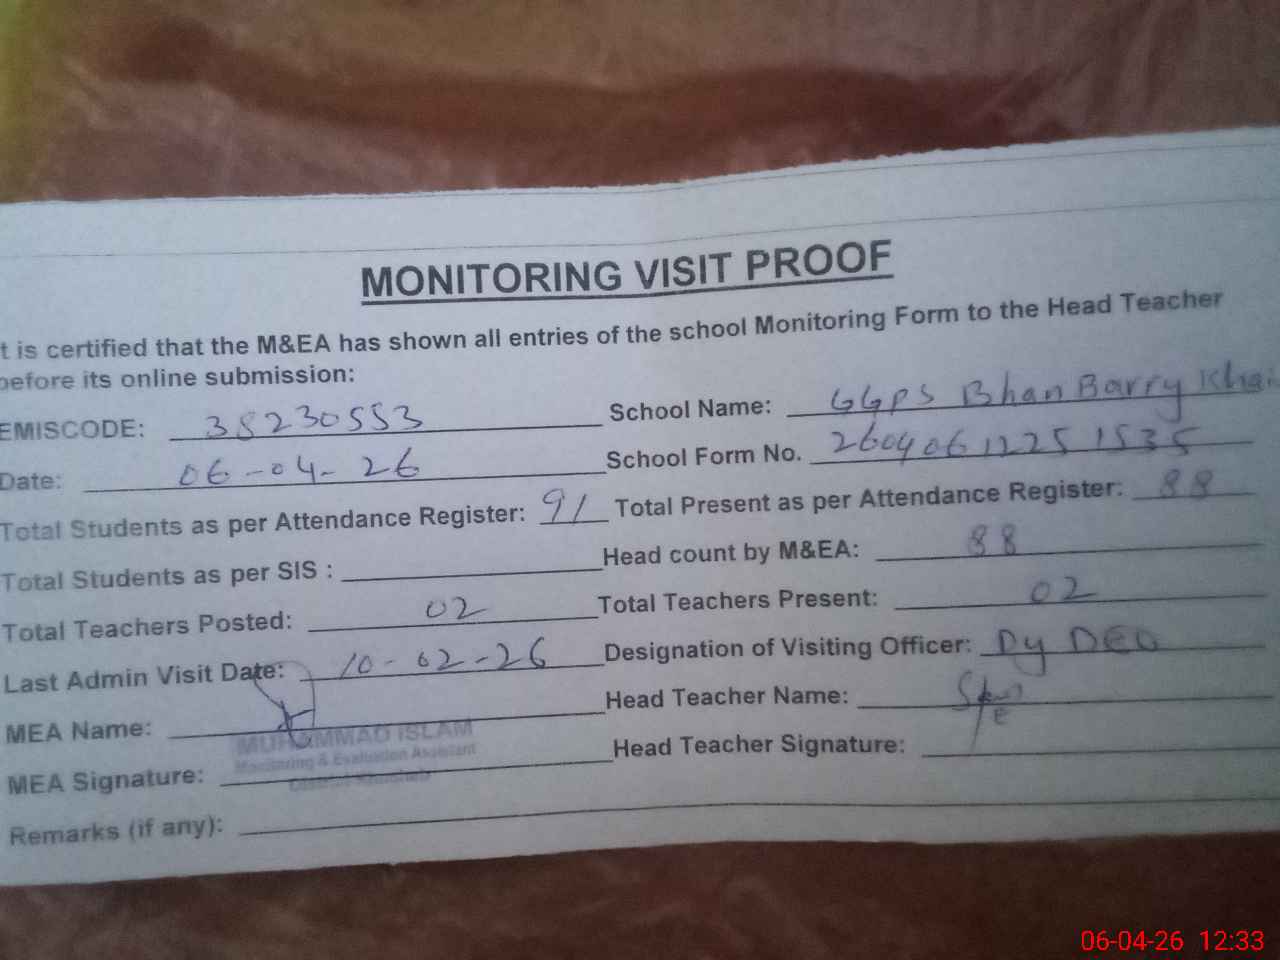 MONITORING VISIT PROOF
t is certified that the M&EA has shown all entries of the school Monitoring Form to the Head Teacher
before its online submission:
EMISCODE: 38230553 School Name: GGPS Bhan Barry Khai
Date: 06-04-26 School Form No. 2604061225 1535
Total Students as per Attendance Register: 91 Total Present as per Attendance Register: 88
Total Students as per SIS : Head count by M&EA: 88
Total Teachers Posted: 02 Total Teachers Present: 02
Last Admin Visit Date: 10-02-26 Designation of Visiting Officer: Dy DEO
MEA Name: Head Teacher Name:
MUHAMMAD ISLAM
Monitoring & Evaluation Assistant
District Khushab
MEA Signature: Head Teacher Signature:
Remarks (if any):
06-04-26 12:33